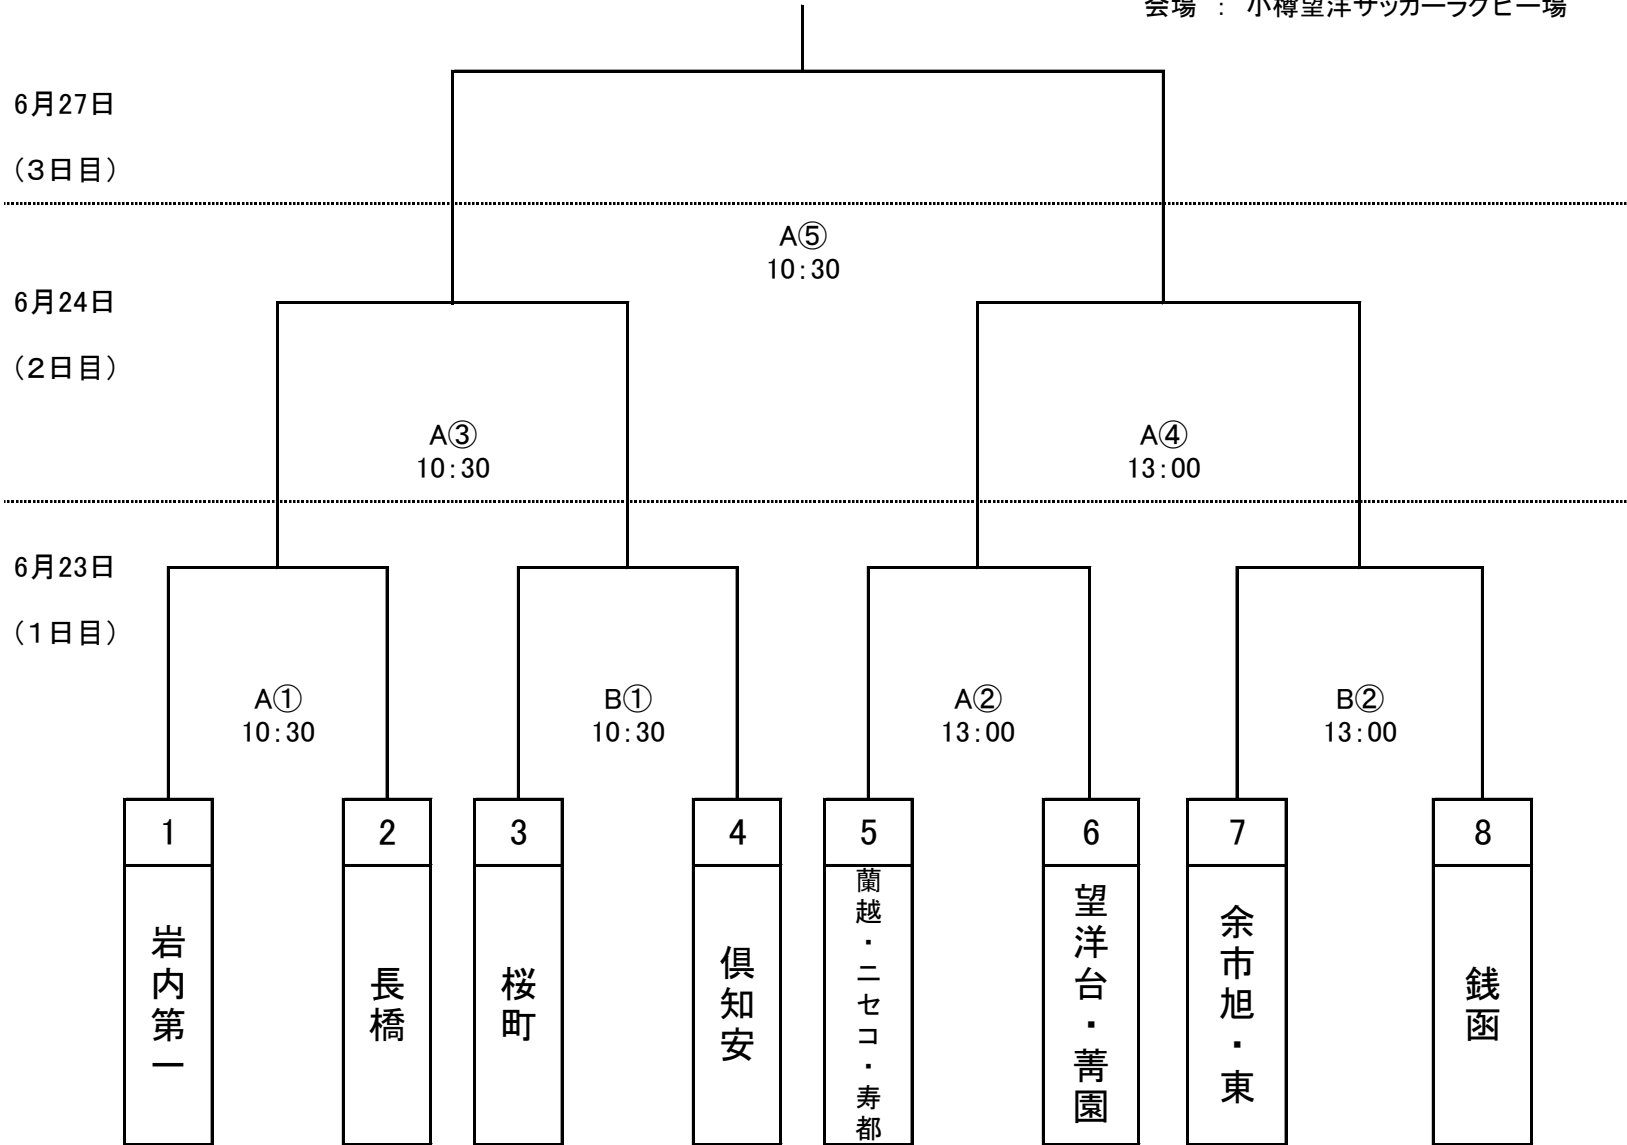 会場 : 小樽望洋サッカーラグビー場
6月27日
（3日目）
A⑤
10:30
6月24日
（2日目）
A③
10:30
A④
13:00
6月23日
（1日目）
A①
10:30
B①
10:30
A②
13:00
B②
13:00
1
2
3
4
5
6
7
8
岩内第一
長橋
桜町
倶知安
蘭越・ニセコ・寿都
望洋台・菁園
余市旭・東
銭函